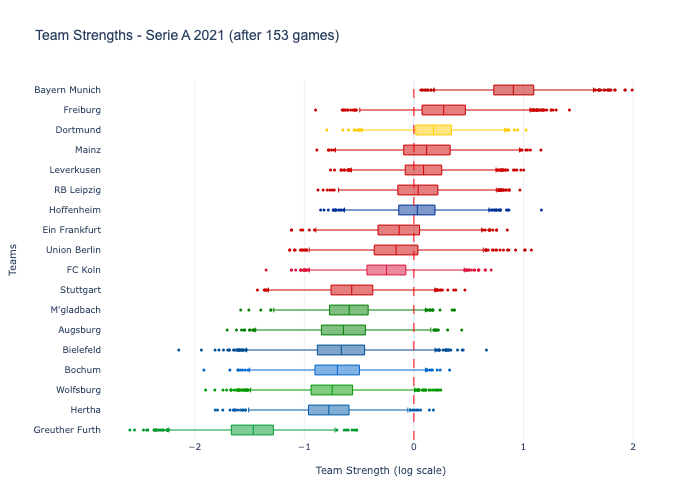 Team Strengths - Serie A 2021 (after 153 games)
Bayern Munich
Freiburg
Dortmund
Mainz
Leverkusen
RB Leipzig
Hoffenheim
Ein Frankfurt
Union Berlin
FC Koln
Stuttgart
M'gladbach
Augsburg
Bielefeld
Bochum
Wolfsburg
Hertha
Greuther Furth
Teams
−2 −1 0 1 2
Team Strength (log scale)